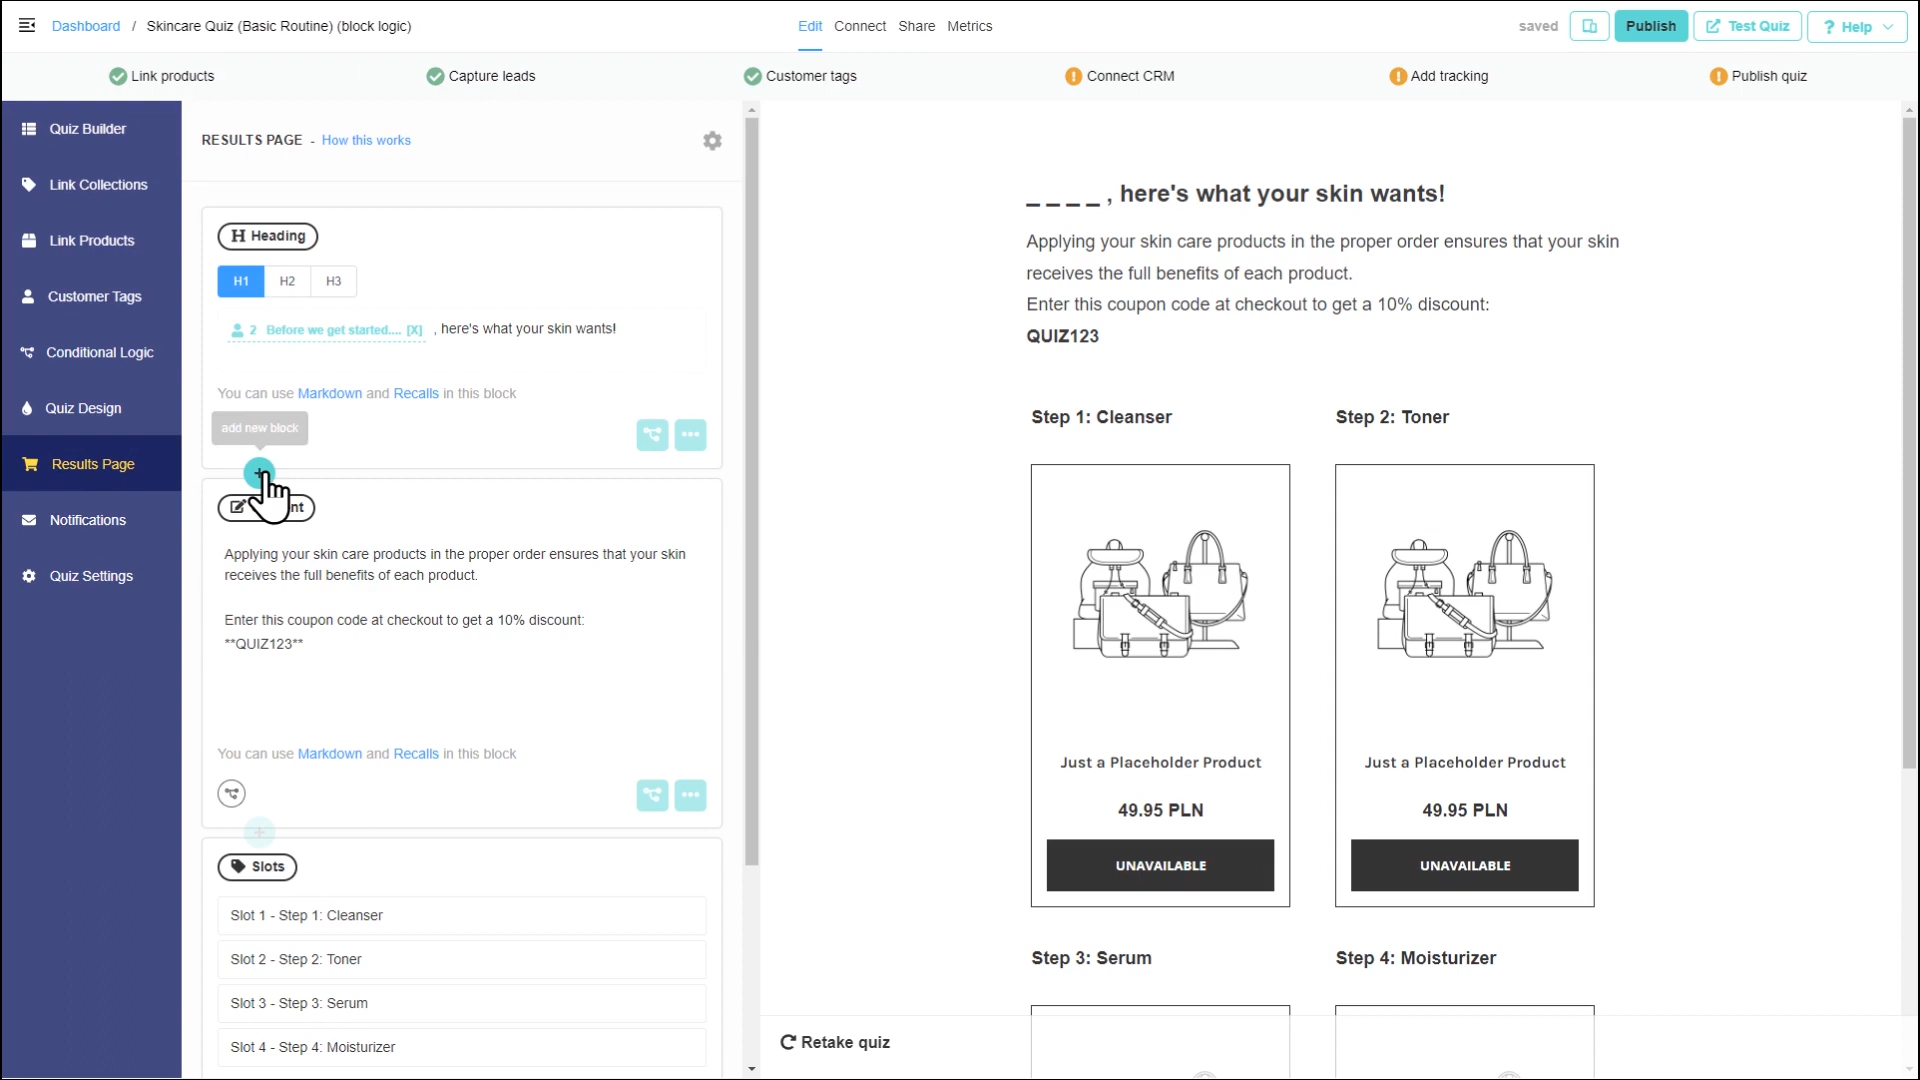 Dashboard / Skincare Quiz (Basic Routine) (block logic)
Edit Connect Share Metrics
saved Publish Test Quiz ? Help
Link products
Capture leads
Customer tags
Connect CRM
Add tracking
Publish quiz
Quiz Builder
Link Collections
Link Products
Customer Tags
Conditional Logic
Quiz Design
Results Page
Notifications
Quiz Settings
RESULTS PAGE - How this works
H Heading
H1 H2 H3
2 Before we get started.... [X] , here's what your skin wants!
You can use Markdown and Recalls in this block
add new block
Applying your skin care products in the proper order ensures that your skin
receives the full benefits of each product.
Enter this coupon code at checkout to get a 10% discount:
**QUIZ123**
You can use Markdown and Recalls in this block
Slots
Slot 1 - Step 1: Cleanser
Slot 2 - Step 2: Toner
Slot 3 - Step 3: Serum
Slot 4 - Step 4: Moisturizer
_ _ _ _ , here's what your skin wants!
Applying your skin care products in the proper order ensures that your skin
receives the full benefits of each product.
Enter this coupon code at checkout to get a 10% discount:
QUIZ123
Step 1: Cleanser
Just a Placeholder Product
49.95 PLN
UNAVAILABLE
Step 2: Toner
Just a Placeholder Product
49.95 PLN
UNAVAILABLE
Step 3: Serum
Step 4: Moisturizer
Retake quiz